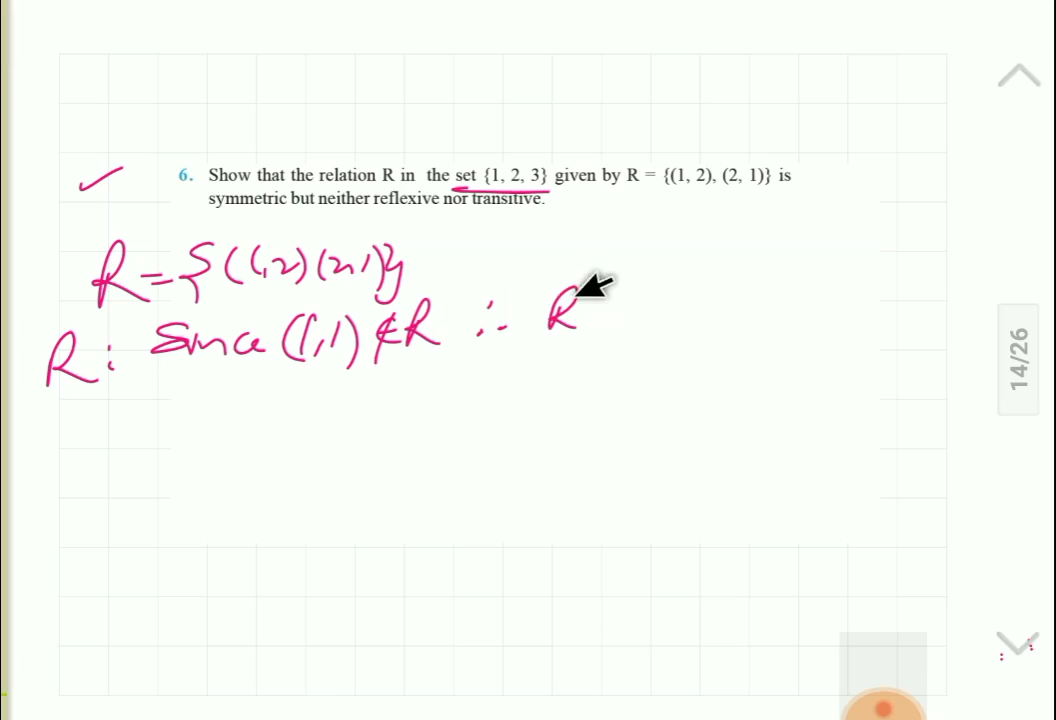 6. Show that the relation R in the set {1, 2, 3} given by R = {(1, 2), (2, 1)} is
symmetric but neither reflexive nor transitive.
R = {(1,2) (2,1)}
R : Since (1,1) ∉ R ∴ R
14/26